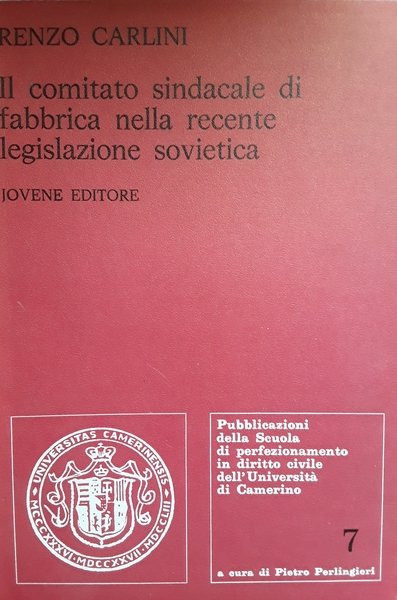 RENZO CARLINI
Il comitato sindacale di
fabbrica nella recente
legislazione sovietica
JOVENE EDITORE
UNIVERSITAS CAMERINENSIS
MCCCXXXVI · MDCCXXVII · MDCCCLIII
Pubblicazioni
della Scuola
di perfezionamento
in diritto civile
dell'Università
di Camerino
7
a cura di Pietro Perlingieri